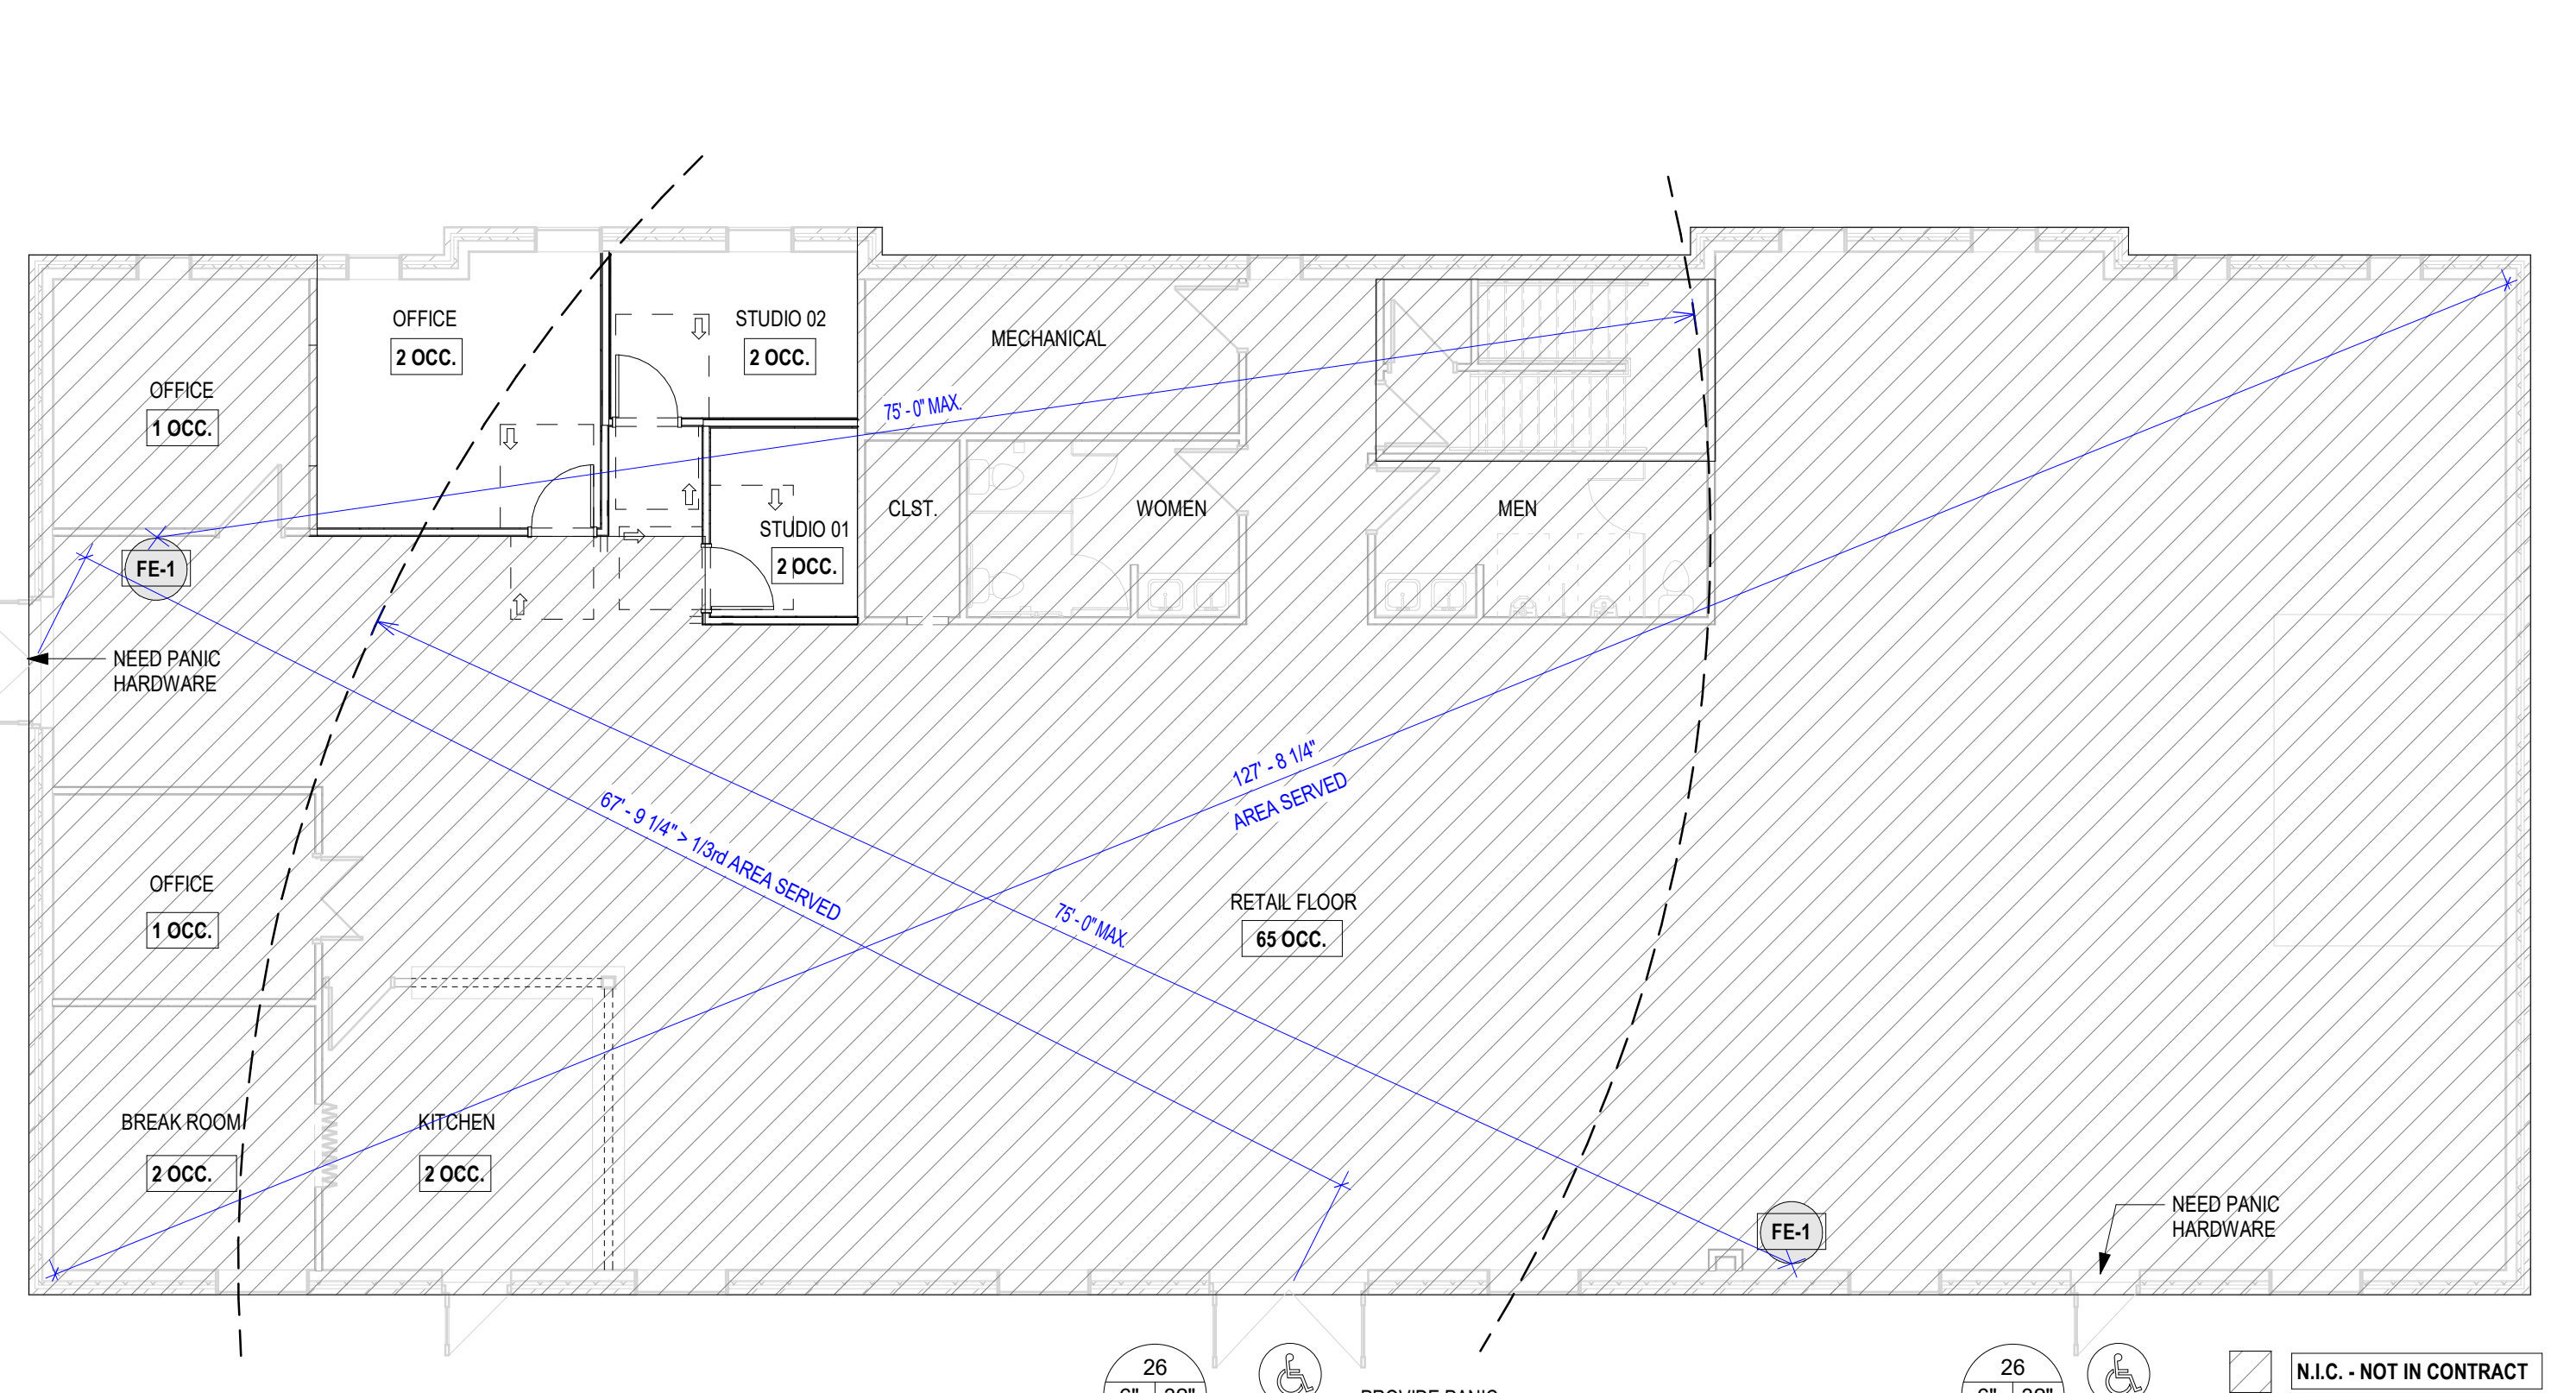 OFFICE
2 OCC.
STUDIO 02
2 OCC.
MECHANICAL
OFFICE
1 OCC.
75' - 0" MAX.
CLST.
WOMEN
MEN
STUDIO 01
2 OCC.
FE-1
NEED PANIC
HARDWARE
127' - 8 1/4"
AREA SERVED
67' - 9 1/4" > 1/3rd AREA SERVED
75' - 0" MAX.
OFFICE
1 OCC.
RETAIL FLOOR
65 OCC.
BREAK ROOM
2 OCC.
KITCHEN
2 OCC.
FE-1
NEED PANIC
HARDWARE
26
26
N.I.C. - NOT IN CONTRACT